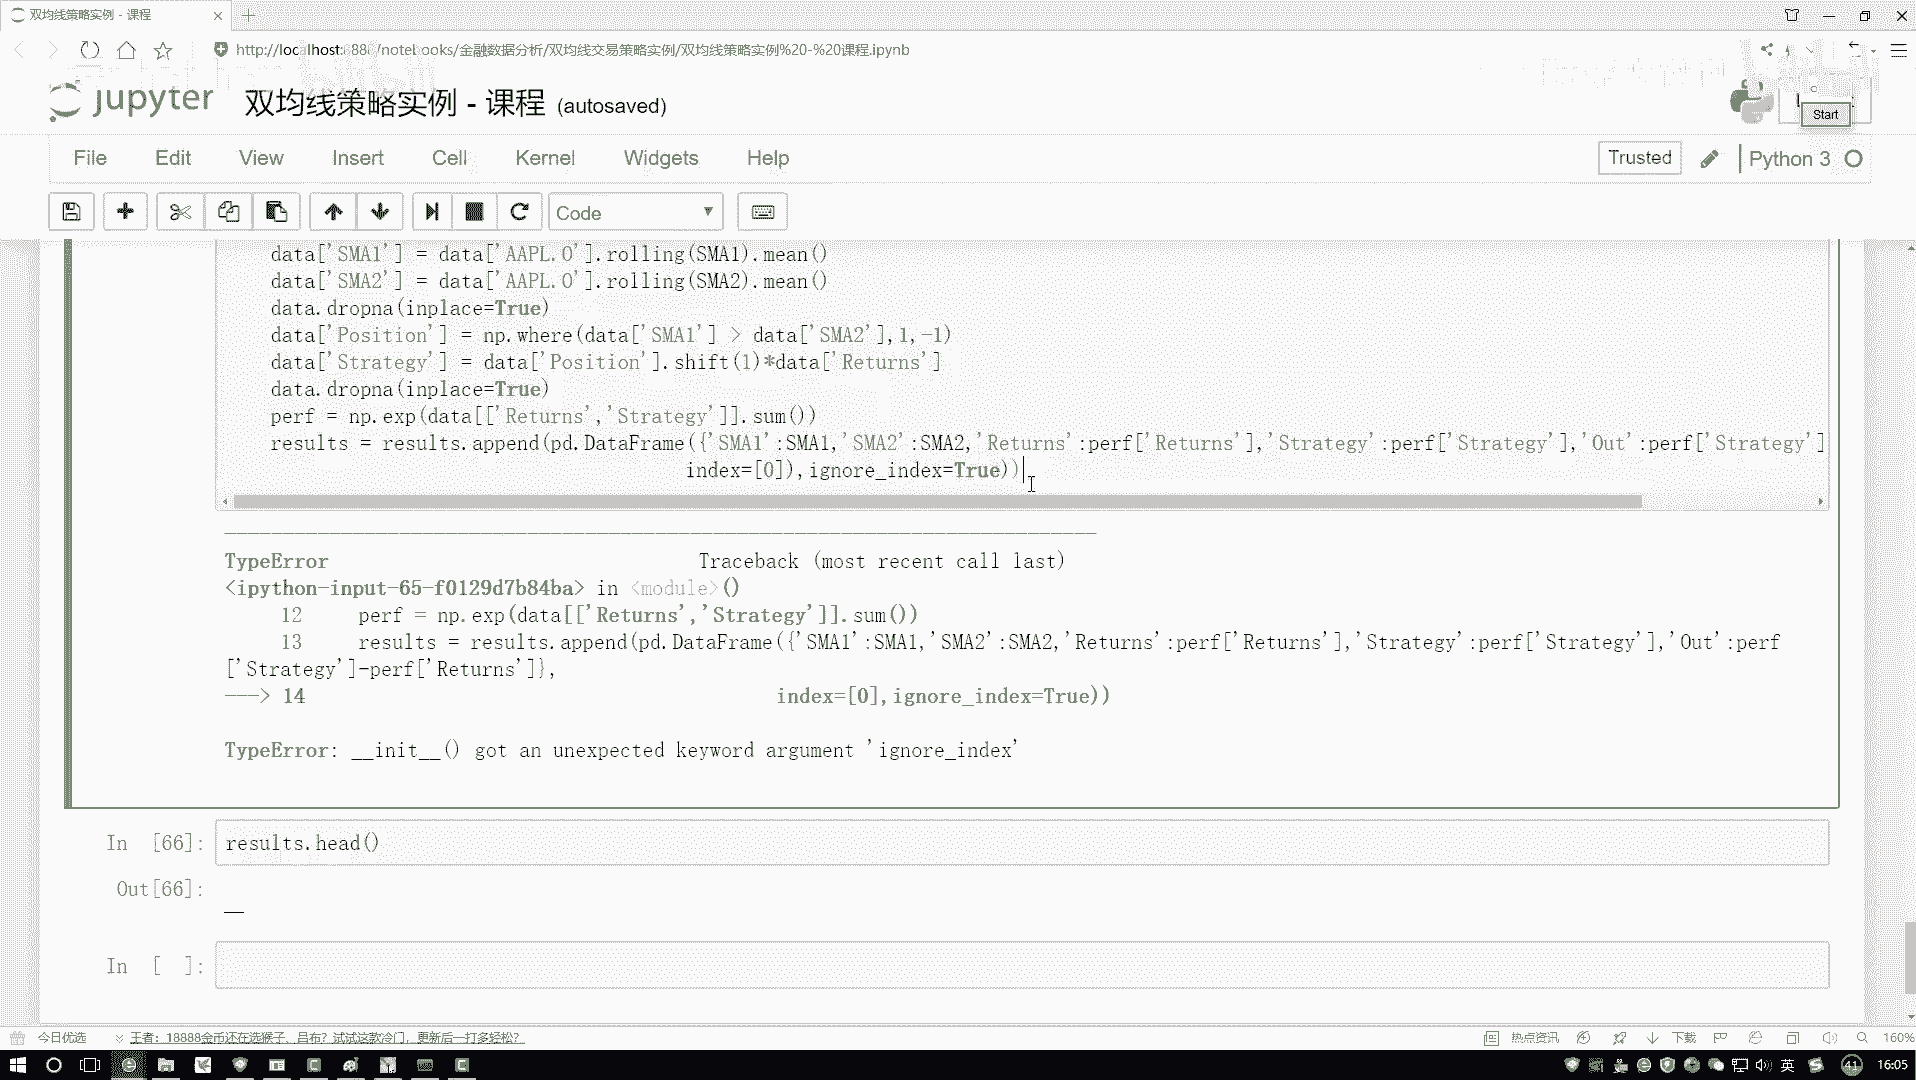 双均线策略实例 - 课程
http://localhost:888/notebooks/金融数据分析/双均线交易策略实例/双均线策略实例%20-%20课程.ipynb
jupyter 双均线策略实例 - 课程 (autosaved)
Start
File Edit View Insert Cell Kernel Widgets Help
Trusted Python 3
Code
data['SMA1'] = data['AAPL.O'].rolling(SMA1).mean()
data['SMA2'] = data['AAPL.O'].rolling(SMA2).mean()
data.dropna(inplace=True)
data['Position'] = np.where(data['SMA1'] > data['SMA2'],1,-1)
data['Strategy'] = data['Position'].shift(1)*data['Returns']
data.dropna(inplace=True)
perf = np.exp(data[['Returns','Strategy']].sum())
results = results.append(pd.DataFrame({'SMA1':SMA1,'SMA2':SMA2,'Returns':perf['Returns'],'Strategy':perf['Strategy'],'Out':perf['Strategy']
index=[0]),ignore_index=True))
TypeError Traceback (most recent call last)
<ipython-input-65-f0129d7b84ba> in <module>()
12 perf = np.exp(data[['Returns','Strategy']].sum())
13 results = results.append(pd.DataFrame({'SMA1':SMA1,'SMA2':SMA2,'Returns':perf['Returns'],'Strategy':perf['Strategy'],'Out':perf
['Strategy']-perf['Returns']},
---> 14 index=[0],ignore_index=True))
TypeError: __init__() got an unexpected keyword argument 'ignore_index'
In [66]: results.head()
Out[66]:
In [ ]:
今日优选 王者：18888金币还在选猴子、吕布？试试这款冷门，更新后一打多轻松？ 热点资讯 下载 160%
英 41 16:05